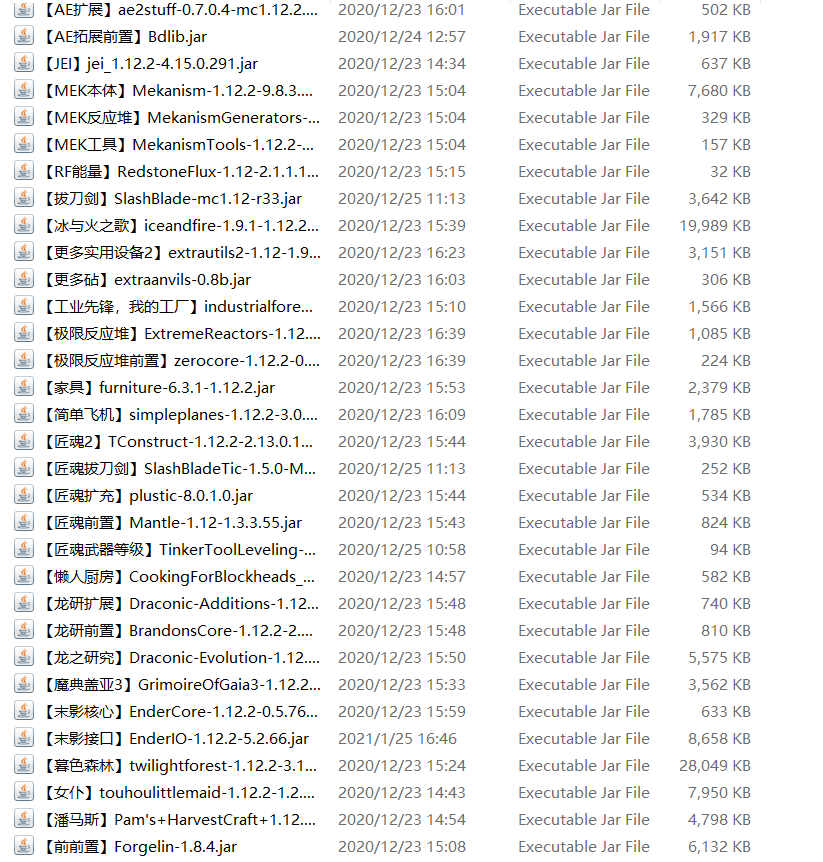 【AE扩展】ae2stuff-0.7.0.4-mc1.12.2.... 2020/12/23 16:01 Executable Jar File 502 KB
【AE拓展前置】Bdlib.jar 2020/12/24 12:57 Executable Jar File 1,917 KB
【JEI】jei_1.12.2-4.15.0.291.jar 2020/12/23 14:34 Executable Jar File 637 KB
【MEK本体】Mekanism-1.12.2-9.8.3.... 2020/12/23 15:04 Executable Jar File 7,680 KB
【MEK反应堆】MekanismGenerators-... 2020/12/23 15:04 Executable Jar File 329 KB
【MEK工具】MekanismTools-1.12.2-... 2020/12/23 15:04 Executable Jar File 157 KB
【RF能量】RedstoneFlux-1.12-2.1.1.1... 2020/12/23 15:15 Executable Jar File 32 KB
【拔刀剑】SlashBlade-mc1.12-r33.jar 2020/12/25 11:13 Executable Jar File 3,642 KB
【冰与火之歌】iceandfire-1.9.1-1.12.2... 2020/12/23 15:39 Executable Jar File 19,989 KB
【更多实用设备2】extrautils2-1.12-1.9... 2020/12/23 16:23 Executable Jar File 3,151 KB
【更多砧】extraanvils-0.8b.jar 2020/12/23 16:03 Executable Jar File 306 KB
【工业先锋，我的工厂】industrialfore... 2020/12/23 15:10 Executable Jar File 1,566 KB
【极限反应堆】ExtremeReactors-1.12.... 2020/12/23 16:39 Executable Jar File 1,085 KB
【极限反应堆前置】zerocore-1.12.2-0.... 2020/12/23 16:39 Executable Jar File 224 KB
【家具】furniture-6.3.1-1.12.2.jar 2020/12/23 15:53 Executable Jar File 2,379 KB
【简单飞机】simpleplanes-1.12.2-3.0.... 2020/12/23 16:09 Executable Jar File 1,785 KB
【匠魂2】TConstruct-1.12.2-2.13.0.1... 2020/12/23 15:44 Executable Jar File 3,930 KB
【匠魂拔刀剑】SlashBladeTic-1.5.0-M... 2020/12/25 11:13 Executable Jar File 252 KB
【匠魂扩充】plustic-8.0.1.0.jar 2020/12/23 15:44 Executable Jar File 534 KB
【匠魂前置】Mantle-1.12-1.3.3.55.jar 2020/12/23 15:43 Executable Jar File 824 KB
【匠魂武器等级】TinkerToolLeveling-... 2020/12/25 10:58 Executable Jar File 94 KB
【懒人厨房】CookingForBlockheads_... 2020/12/23 14:57 Executable Jar File 582 KB
【龙研扩展】Draconic-Additions-1.12... 2020/12/23 15:48 Executable Jar File 740 KB
【龙研前置】BrandonsCore-1.12.2-2.... 2020/12/23 15:48 Executable Jar File 810 KB
【龙之研究】Draconic-Evolution-1.12.... 2020/12/23 15:50 Executable Jar File 5,575 KB
【魔典盖亚3】GrimoireOfGaia3-1.12.2... 2020/12/23 15:33 Executable Jar File 3,562 KB
【末影核心】EnderCore-1.12.2-0.5.76... 2020/12/23 15:59 Executable Jar File 633 KB
【末影接口】EnderIO-1.12.2-5.2.66.jar 2021/1/25 16:46 Executable Jar File 8,658 KB
【暮色森林】twilightforest-1.12.2-3.1... 2020/12/23 15:24 Executable Jar File 28,049 KB
【女仆】touhoulittlemaid-1.12.2-1.2.... 2020/12/23 14:43 Executable Jar File 7,950 KB
【潘马斯】Pam's+HarvestCraft+1.12.... 2020/12/23 14:54 Executable Jar File 4,798 KB
【前前置】Forgelin-1.8.4.jar 2020/12/23 15:08 Executable Jar File 6,132 KB